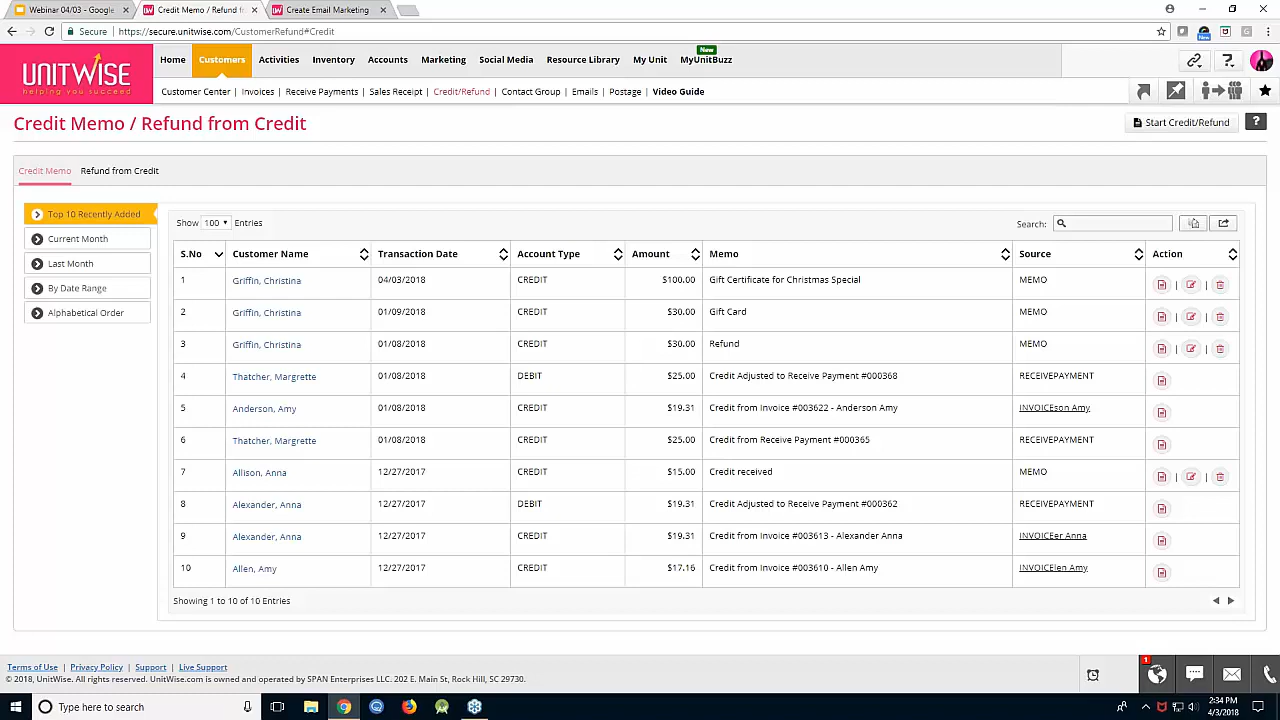 Webinar 04/03 - Google
Credit Memo / Refund fro
Create Email Marketing
Secure https://secure.unitwise.com/CustomerRefund#Credit
UNITWISE
helping you succeed
Home Customers Activities Inventory Accounts Marketing Social Media Resource Library My Unit MyUnitBuzz
New
Customer Center | Invoices | Receive Payments | Sales Receipt | Credit/Refund | Contact Group | Emails | Postage | Video Guide
Credit Memo / Refund from Credit
Start Credit/Refund ?
Credit Memo Refund from Credit
Top 10 Recently Added
Current Month
Last Month
By Date Range
Alphabetical Order
Show 100 Entries Search:
S.No Customer Name Transaction Date Account Type Amount Memo Source Action
1 Griffin, Christina 04/03/2018 CREDIT $100.00 Gift Certificate for Christmas Special MEMO | |
2 Griffin, Christina 01/09/2018 CREDIT $30.00 Gift Card MEMO | |
3 Griffin, Christina 01/08/2018 CREDIT $30.00 Refund MEMO | |
4 Thatcher, Margrette 01/08/2018 DEBIT $25.00 Credit Adjusted to Receive Payment #000368 RECEIVEPAYMENT
5 Anderson, Amy 01/08/2018 CREDIT $19.31 Credit from Invoice #003622 - Anderson Amy INVOICEson Amy
6 Thatcher, Margrette 01/08/2018 CREDIT $25.00 Credit from Receive Payment #000365 RECEIVEPAYMENT
7 Allison, Anna 12/27/2017 CREDIT $15.00 Credit received MEMO | |
8 Alexander, Anna 12/27/2017 DEBIT $19.31 Credit Adjusted to Receive Payment #000362 RECEIVEPAYMENT
9 Alexander, Anna 12/27/2017 CREDIT $19.31 Credit from Invoice #003613 - Alexander Anna INVOICEer Anna
10 Allen, Amy 12/27/2017 CREDIT $17.16 Credit from Invoice #003610 - Allen Amy INVOICElen Amy
Showing 1 to 10 of 10 Entries
Terms of Use | Privacy Policy | Support | Live Support
© 2018, UnitWise. All rights reserved. UnitWise.com is owned and operated by SPAN Enterprises LLC. 202 E. Main St, Rock Hill, SC 29730.
1
Type here to search
2:34 PM
4/3/2018